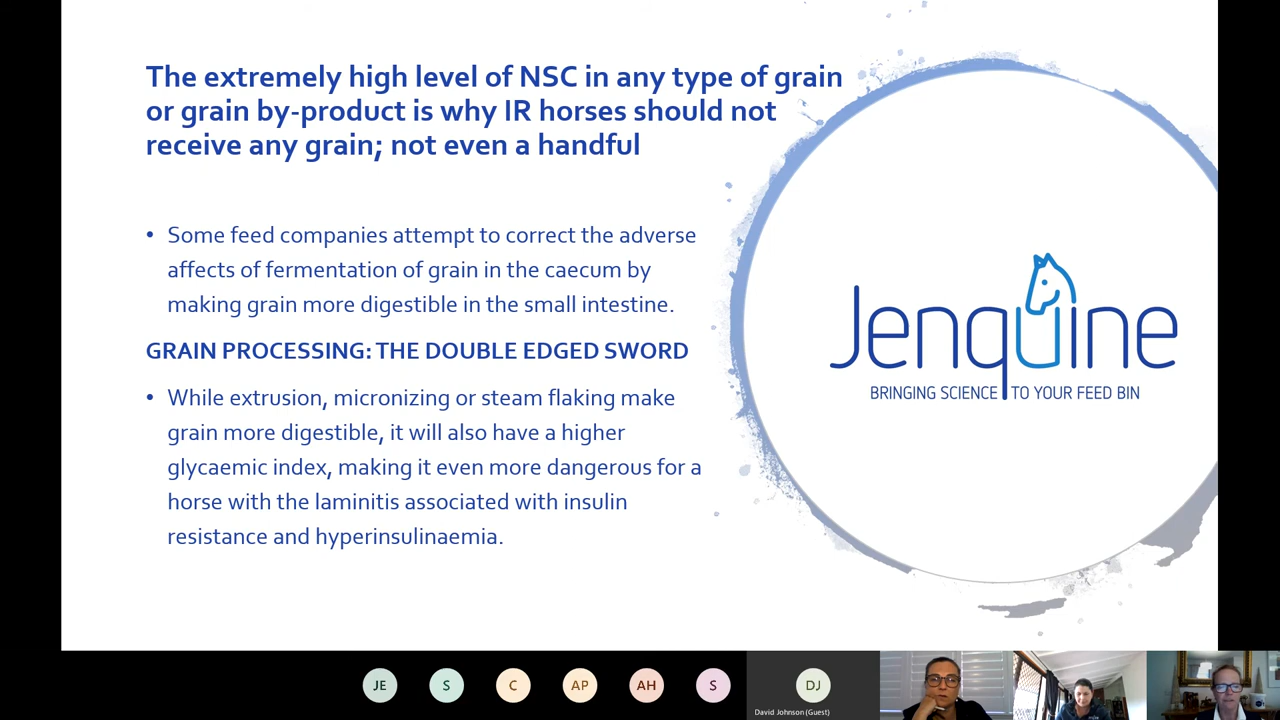 The extremely high level of NSC in any type of grain
or grain by-product is why IR horses should not
receive any grain; not even a handful
• Some feed companies attempt to correct the adverse
affects of fermentation of grain in the caecum by
making grain more digestible in the small intestine.
GRAIN PROCESSING: THE DOUBLE EDGED SWORD
• While extrusion, micronizing or steam flaking make
grain more digestible, it will also have a higher
glycaemic index, making it even more dangerous for a
horse with the laminitis associated with insulin
resistance and hyperinsulinaemia.
Jenquine
BRINGING SCIENCE TO YOUR FEED BIN
JE S C AP AH S DJ
David Johnson (Guest)